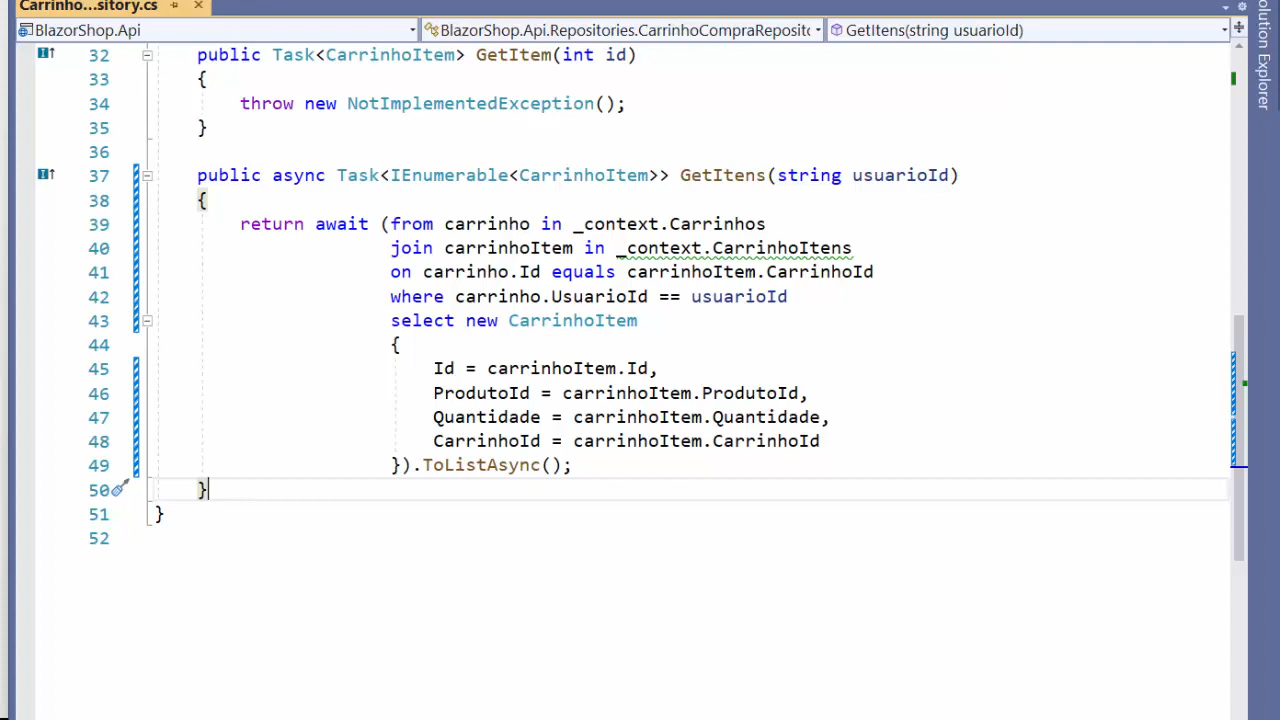 Carrinho...sitory.cs
BlazorShop.Api
BlazorShop.Api.Repositories.CarrinhoCompraReposito
GetItens(string usuarioId)
Solution Explorer
32 public Task<CarrinhoItem> GetItem(int id)
33 {
34 throw new NotImplementedException();
35 }
36
37 public async Task<IEnumerable<CarrinhoItem>> GetItens(string usuarioId)
38 {
39 return await (from carrinho in _context.Carrinhos
40 join carrinhoItem in _context.CarrinhoItens
41 on carrinho.Id equals carrinhoItem.CarrinhoId
42 where carrinho.UsuarioId == usuarioId
43 select new CarrinhoItem
44 {
45 Id = carrinhoItem.Id,
46 ProdutoId = carrinhoItem.ProdutoId,
47 Quantidade = carrinhoItem.Quantidade,
48 CarrinhoId = carrinhoItem.CarrinhoId
49 }).ToListAsync();
50 }
51 }
52